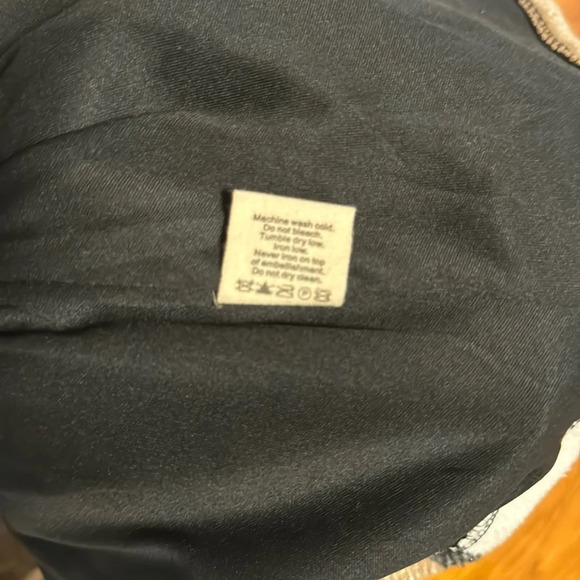 Machine wash cold.
Do not bleach.
Tumble dry low.
Iron low.
Never iron on top
of embellishment.
Do not dry clean.